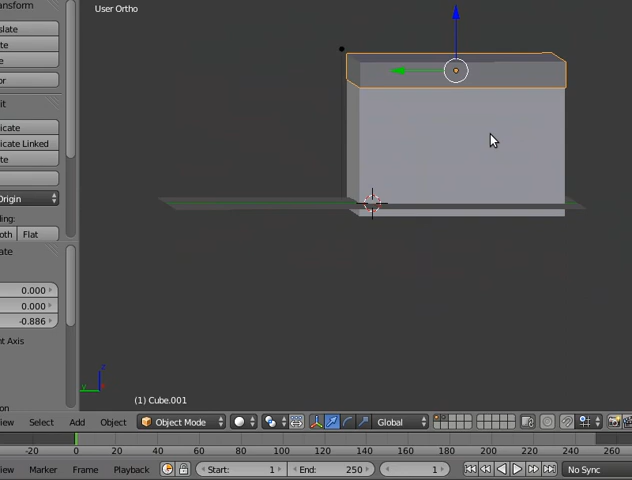 ansform
User Ortho
slate
te
e
or
it
icate
icate Linked
te
Origin
ing:
oth
Flat
ate
0.000
0.000
-0.886
nt Axis
on
z
y
(1) Cube.001
iew
Select
Add
Object
Object Mode
Global
-20
0
20
40
60
80
100
120
140
160
180
200
220
240
260
iew
Marker
Frame
Playback
Start:
1
End:
250
1
No Sync